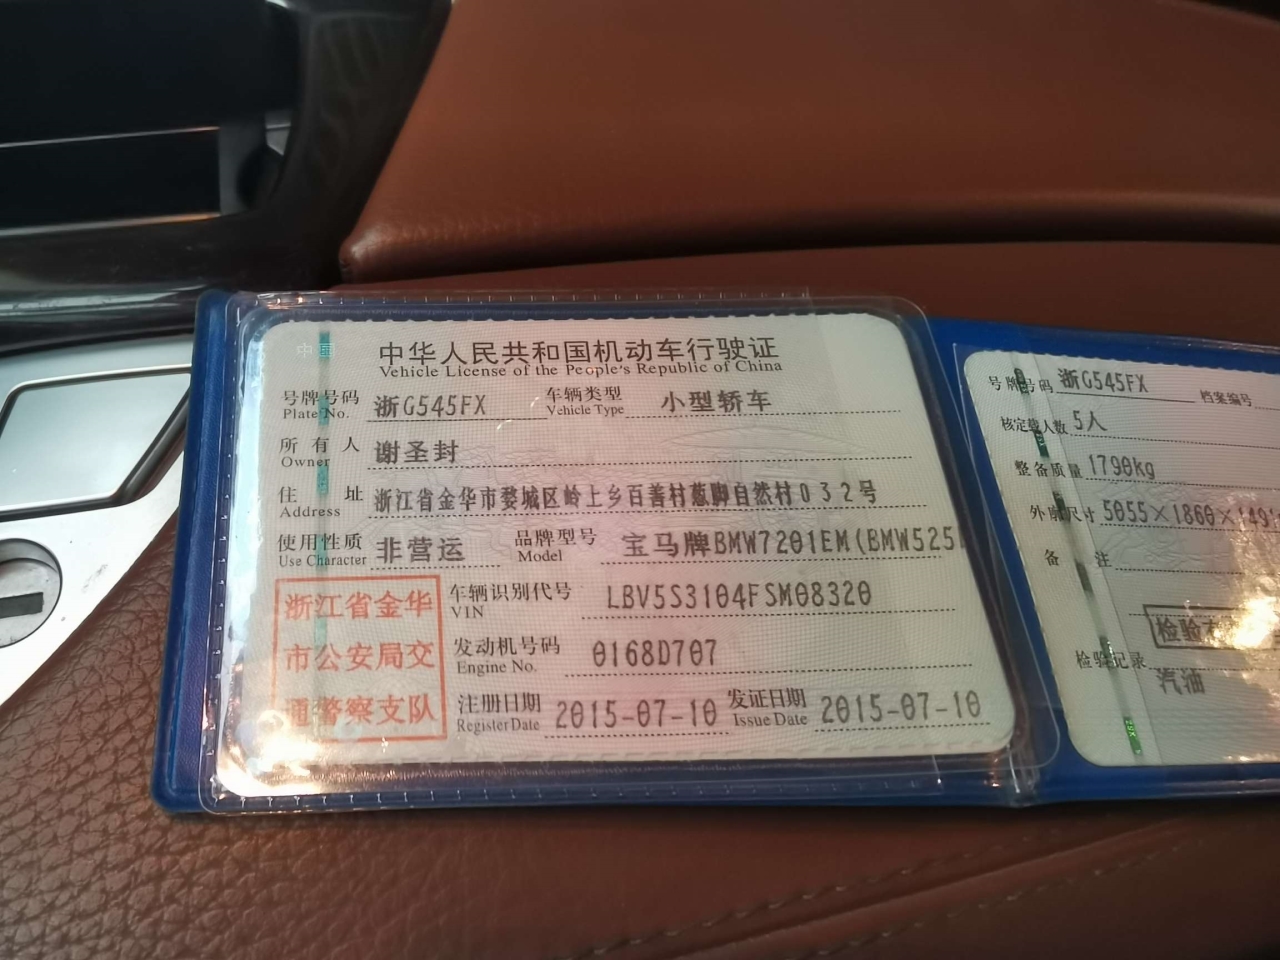 中国
中华人民共和国机动车行驶证
Vehicle License of the People's Republic of China
号牌号码 浙G545FX 车辆类型 小型轿车
Plate No. Vehicle Type
所有人 谢圣封
Owner
住址 浙江省金华市婺城区岭上乡百善村葱脚自然村032号
Address
使用性质 非营运 品牌型号 宝马牌BMW7201EM(BMW525
Use Character Model
浙江省金华
市公安局交
通警察支队
车辆识别代号 LBV5S3104FSM08320
VIN
发动机号码 0168D707
Engine No.
注册日期 2015-07-10 发证日期 2015-07-10
Register Date Issue Date
号牌号码 浙G545FX 档案编号
核定载人数 5人
整备质量 1790kg
外廓尺寸 5055×1860×1491
备注
检验
检验记录
汽油